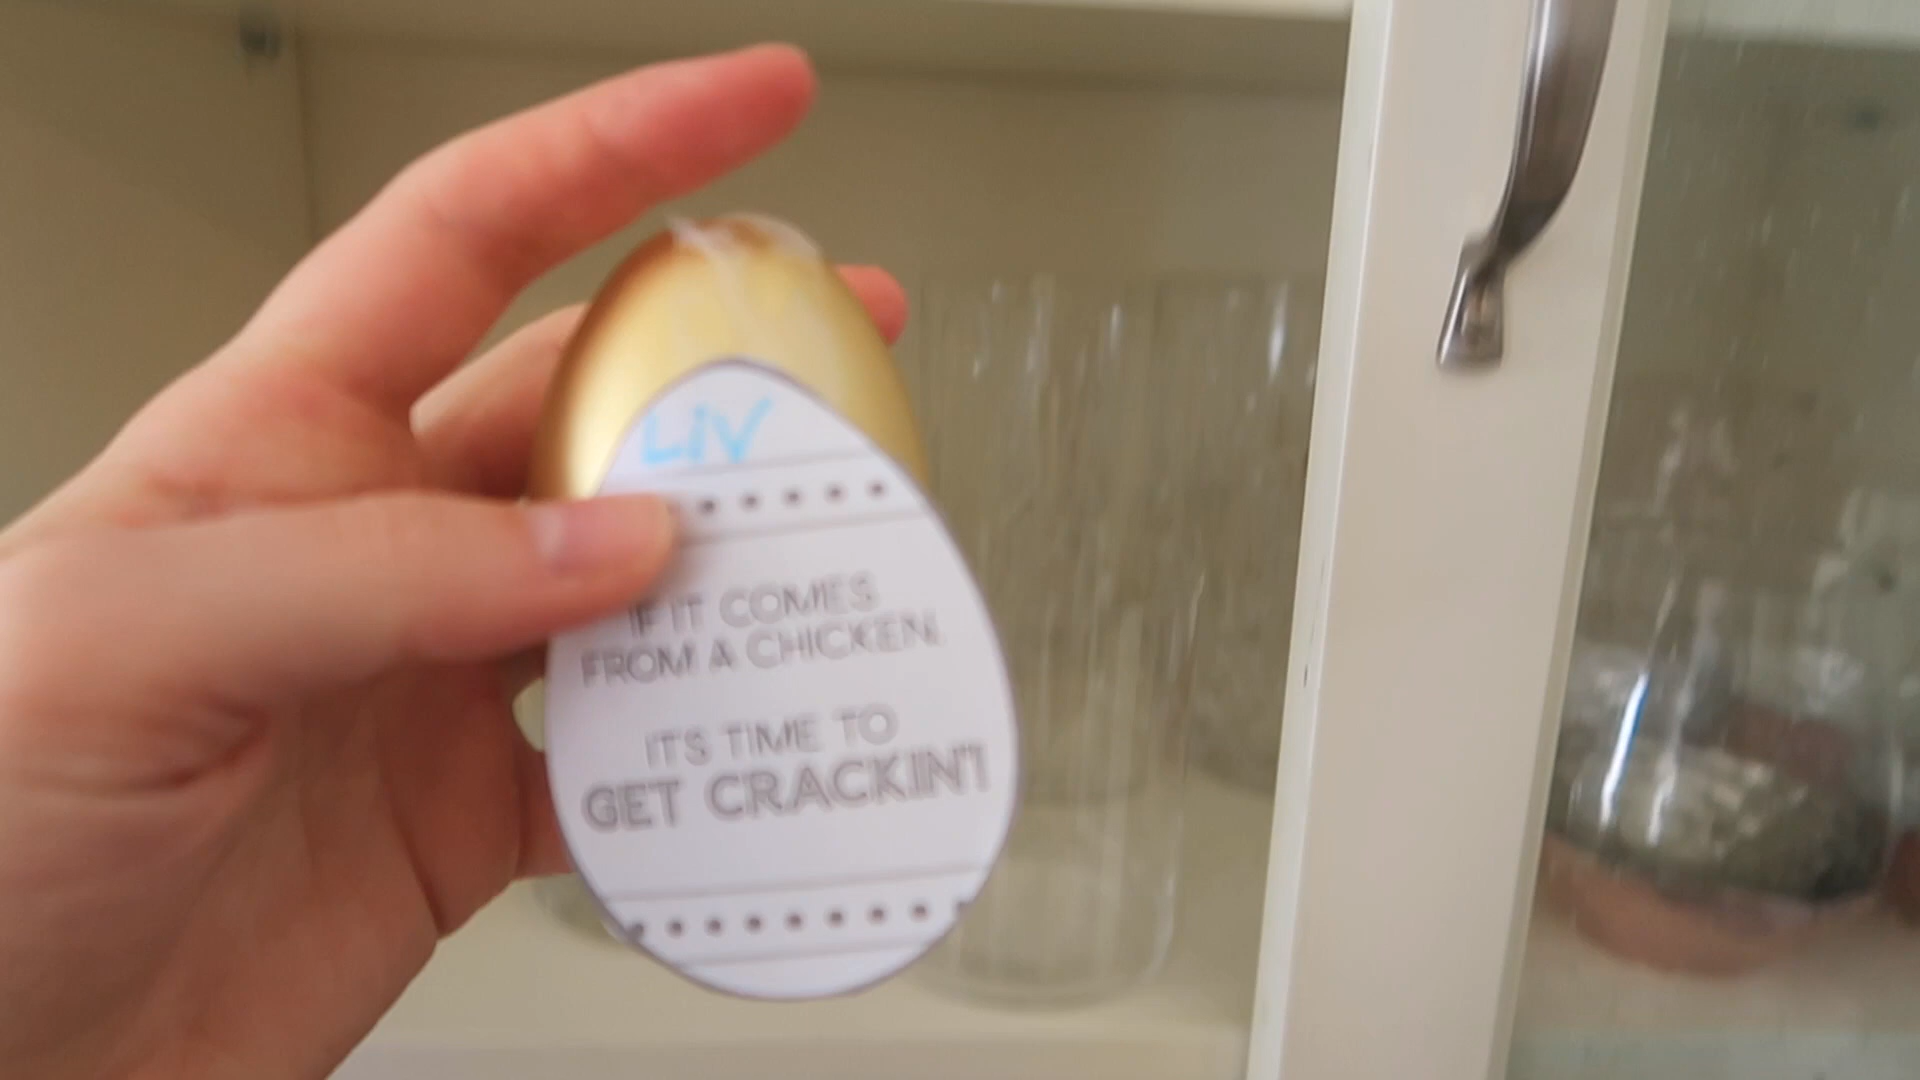 LiV
IF IT COMES
FROM A CHICKEN,
IT'S TIME TO
GET CRACKIN'!